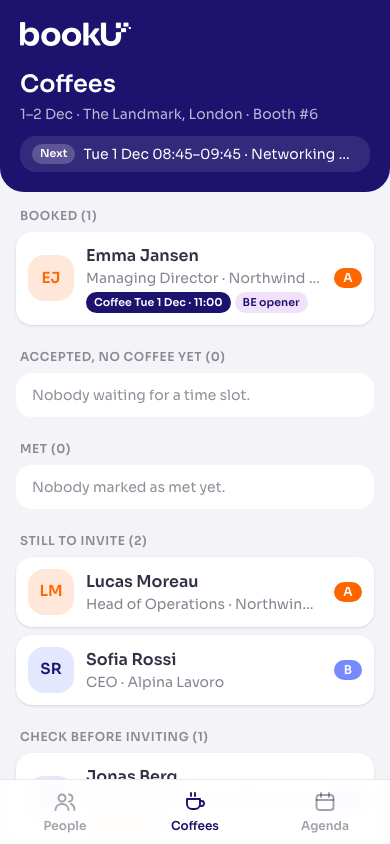 bookU
Coffees
1–2 Dec · The Landmark, London · Booth #6
Next Tue 1 Dec 08:45–09:45 · Networking ...
BOOKED (1)
EJ
Emma Jansen
Managing Director · Northwind ...
A
Coffee Tue 1 Dec · 11:00
BE opener
ACCEPTED, NO COFFEE YET (0)
Nobody waiting for a time slot.
MET (0)
Nobody marked as met yet.
STILL TO INVITE (2)
LM
Lucas Moreau
Head of Operations · Northwin...
A
SR
Sofia Rossi
CEO · Alpina Lavoro
B
CHECK BEFORE INVITING (1)
Jonas Berg
People
Coffees
Agenda